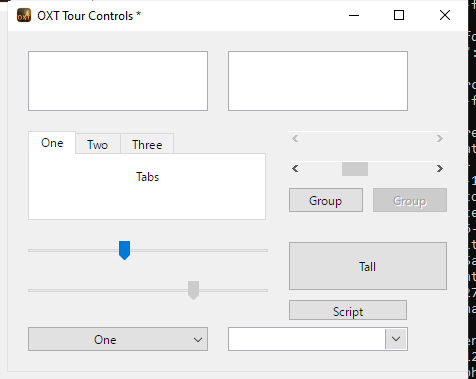 OXT Tour Controls *
One
Two
Three
Tabs
Group
Group
Tall
Script
One